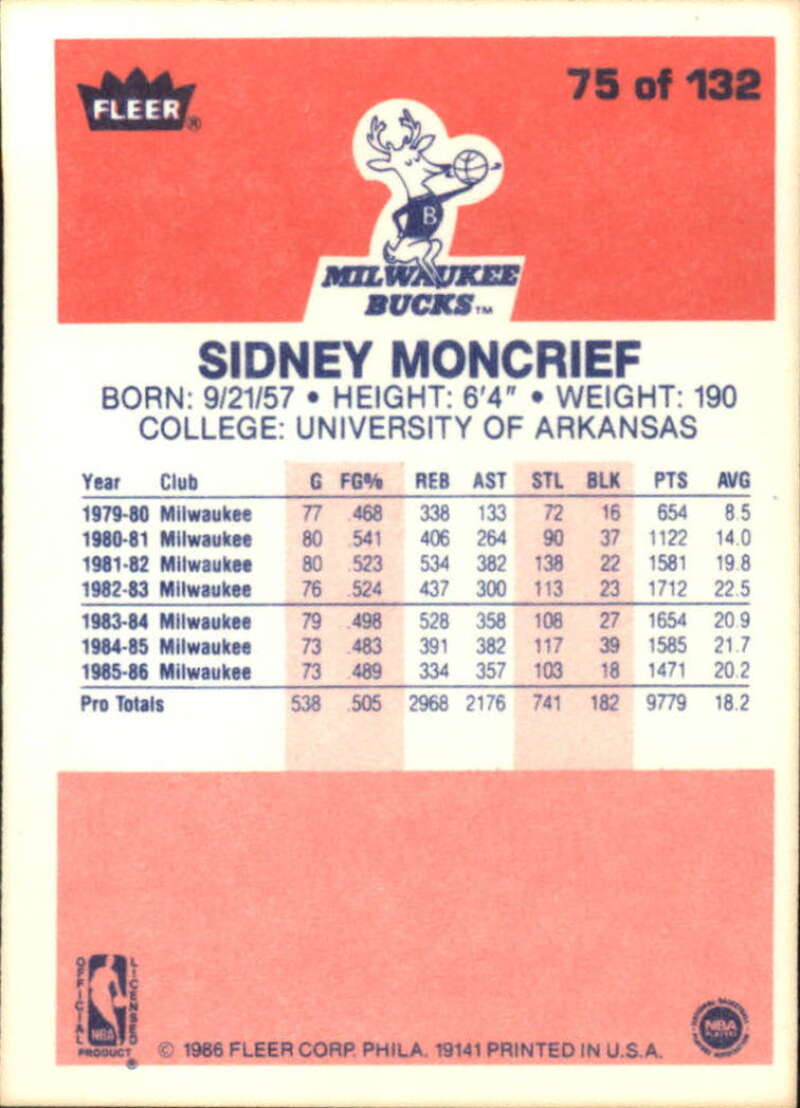 FLEER®
75 of 132
B
MILWAUKEE
BUCKS™
SIDNEY MONCRIEF
BORN: 9/21/57 • HEIGHT: 6'4" • WEIGHT: 190
COLLEGE: UNIVERSITY OF ARKANSAS
Year Club G FG% REB AST STL BLK PTS AVG
1979-80 Milwaukee 77 .468 338 133 72 16 654 8.5
1980-81 Milwaukee 80 .541 406 264 90 37 1122 14.0
1981-82 Milwaukee 80 .523 534 382 138 22 1581 19.8
1982-83 Milwaukee 76 .524 437 300 113 23 1712 22.5
1983-84 Milwaukee 79 .498 528 358 108 27 1654 20.9
1984-85 Milwaukee 73 .483 391 382 117 39 1585 21.7
1985-86 Milwaukee 73 .489 334 357 103 18 1471 20.2
Pro Totals 538 .505 2968 2176 741 182 9779 18.2
OFFICIAL LICENSED
NBA
PRODUCT ®
© 1986 FLEER CORP. PHILA. 19141 PRINTED IN U.S.A.
NATIONAL BASKETBALL
NBA
PLAYERS
ASSOCIATION